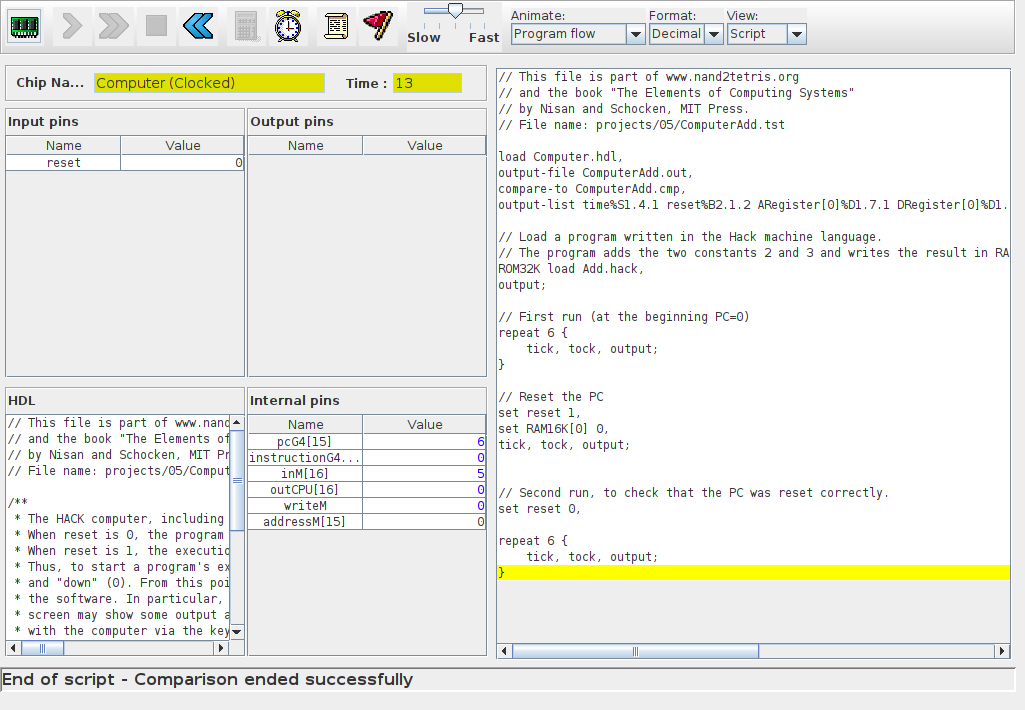 Slow Fast
Animate:
Program flow
Format:
Decimal
View:
Script
Chip Na... Computer (Clocked) Time : 13
Input pins
Name Value
reset 0
Output pins
Name Value
HDL
// This file is part of www.nand
// and the book "The Elements of
// by Nisan and Schocken, MIT Pr
// File name: projects/05/Comput
/**
* The HACK computer, including
* When reset is 0, the program
* When reset is 1, the executio
* Thus, to start a program's ex
* and "down" (0). From this poi
* the software. In particular,
* screen may show some output a
* with the computer via the key
Internal pins
Name Value
pcG4[15] 6
instructionG4... 0
inM[16] 5
outCPU[16] 0
writeM 0
addressM[15] 0
// This file is part of www.nand2tetris.org
// and the book "The Elements of Computing Systems"
// by Nisan and Schocken, MIT Press.
// File name: projects/05/ComputerAdd.tst
load Computer.hdl,
output-file ComputerAdd.out,
compare-to ComputerAdd.cmp,
output-list time%S1.4.1 reset%B2.1.2 ARegister[0]%D1.7.1 DRegister[0]%D1.
// Load a program written in the Hack machine language.
// The program adds the two constants 2 and 3 and writes the result in RA
ROM32K load Add.hack,
output;
// First run (at the beginning PC=0)
repeat 6 {
tick, tock, output;
}
// Reset the PC
set reset 1,
set RAM16K[0] 0,
tick, tock, output;
// Second run, to check that the PC was reset correctly.
set reset 0,
repeat 6 {
tick, tock, output;
}
End of script - Comparison ended successfully